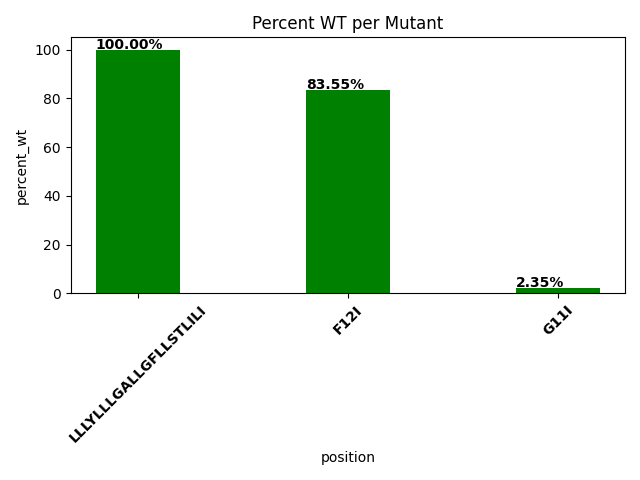 Percent WT per Mutant
percent_wt
100
80
60
40
20
0
100.00%
83.55%
2.35%
LLLYLLLGALLGFLLSTLILI
F12I
G11I
position